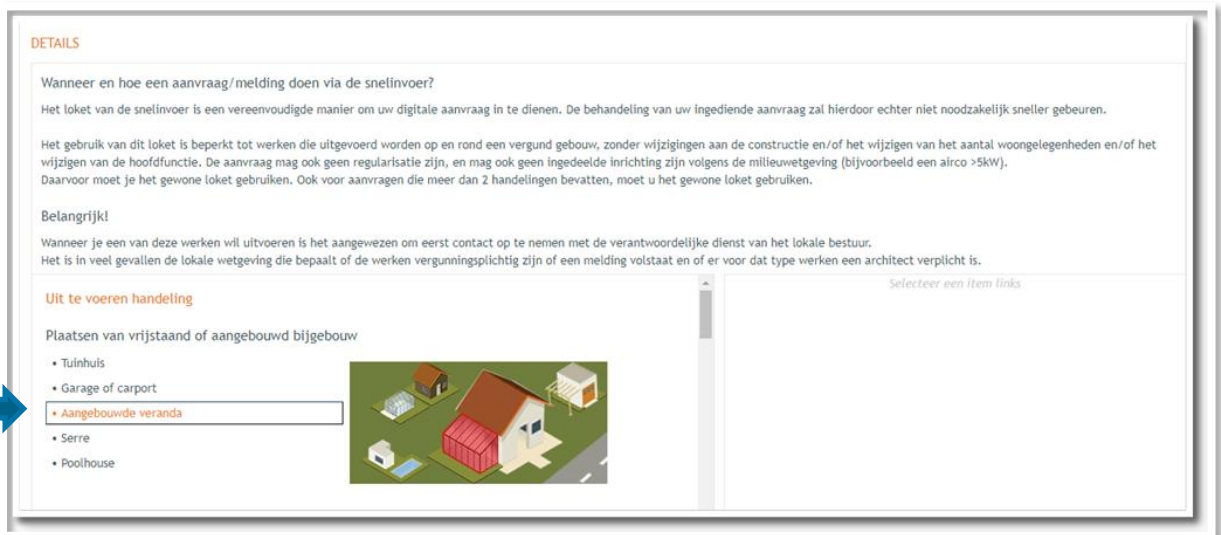 DETAILS
Wanneer en hoe een aanvraag/melding doen via de snelinvoer?
Het loket van de snelinvoer is een vereenvoudigde manier om uw digitale aanvraag in te dienen. De behandeling van uw ingediende aanvraag zal hierdoor echter niet noodzakelijk sneller gebeuren.
Het gebruik van dit loket is beperkt tot werken die uitgevoerd worden op en rond een vergund gebouw, zonder wijzigingen aan de constructie en/of het wijzigen van het aantal woongelegenheden en/of het
wijzigen van de hoofdfunctie. De aanvraag mag ook geen regularisatie zijn, en mag ook geen ingedeelde inrichting zijn volgens de milieuwetgeving (bijvoorbeeld een airco >5kW).
Daarvoor moet je het gewone loket gebruiken. Ook voor aanvragen die meer dan 2 handelingen bevatten, moet u het gewone loket gebruiken.
Belangrijk!
Wanneer je een van deze werken wil uitvoeren is het aangewezen om eerst contact op te nemen met de verantwoordelijke dienst van het lokale bestuur.
Het is in veel gevallen de lokale wetgeving die bepaalt of de werken vergunningsplichtig zijn of een melding volstaat en of er voor dat type werken een architect verplicht is.
Uit te voeren handeling
Plaatsen van vrijstaand of aangebouwd bijgebouw
• Tuinhuis
• Garage of carport
• Aangebouwde veranda
• Serre
• Poolhouse
Selecteer een item links